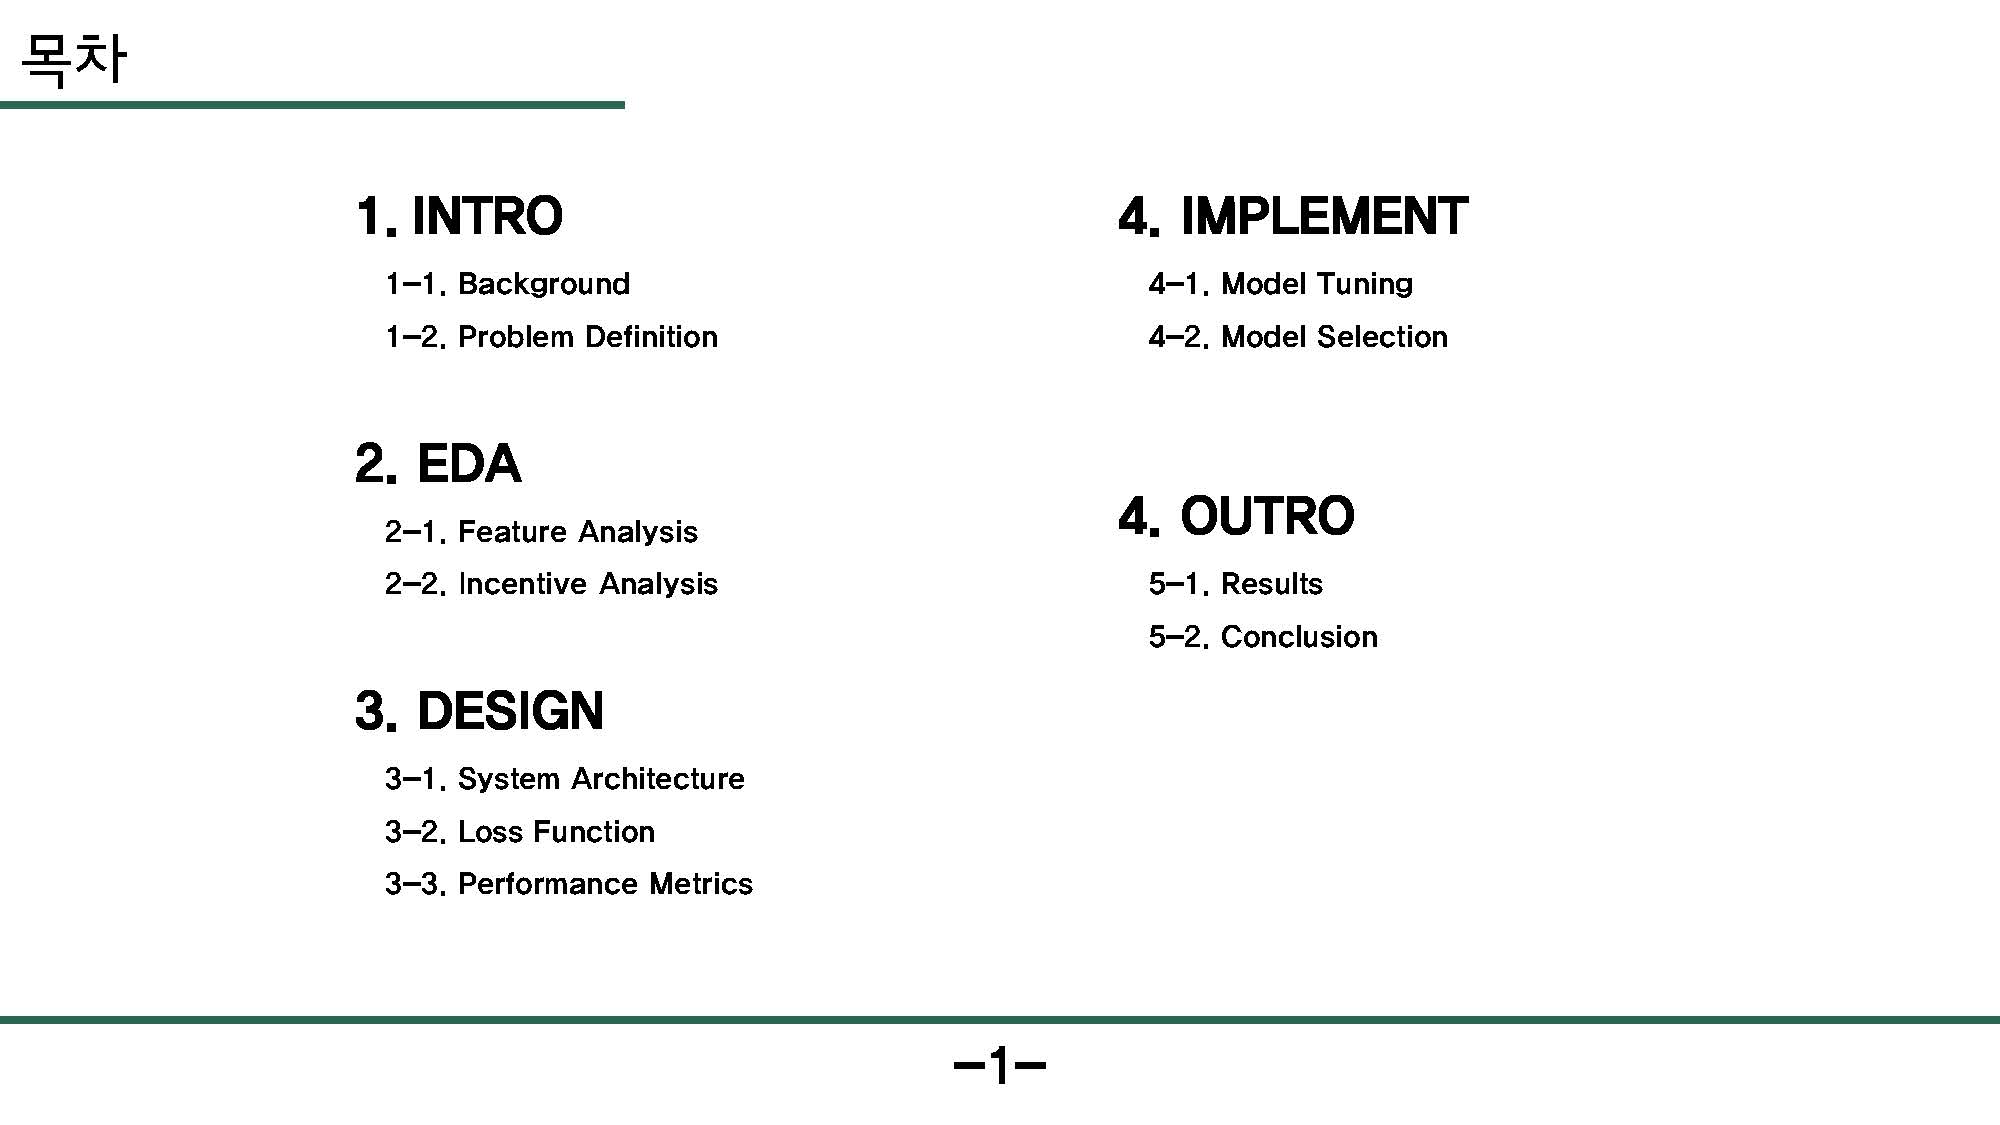 목차
1. INTRO
1-1. Background
1-2. Problem Definition
2. EDA
2-1. Feature Analysis
2-2. Incentive Analysis
3. DESIGN
3-1. System Architecture
3-2. Loss Function
3-3. Performance Metrics
4. IMPLEMENT
4-1. Model Tuning
4-2. Model Selection
4. OUTRO
5-1. Results
5-2. Conclusion
-1-